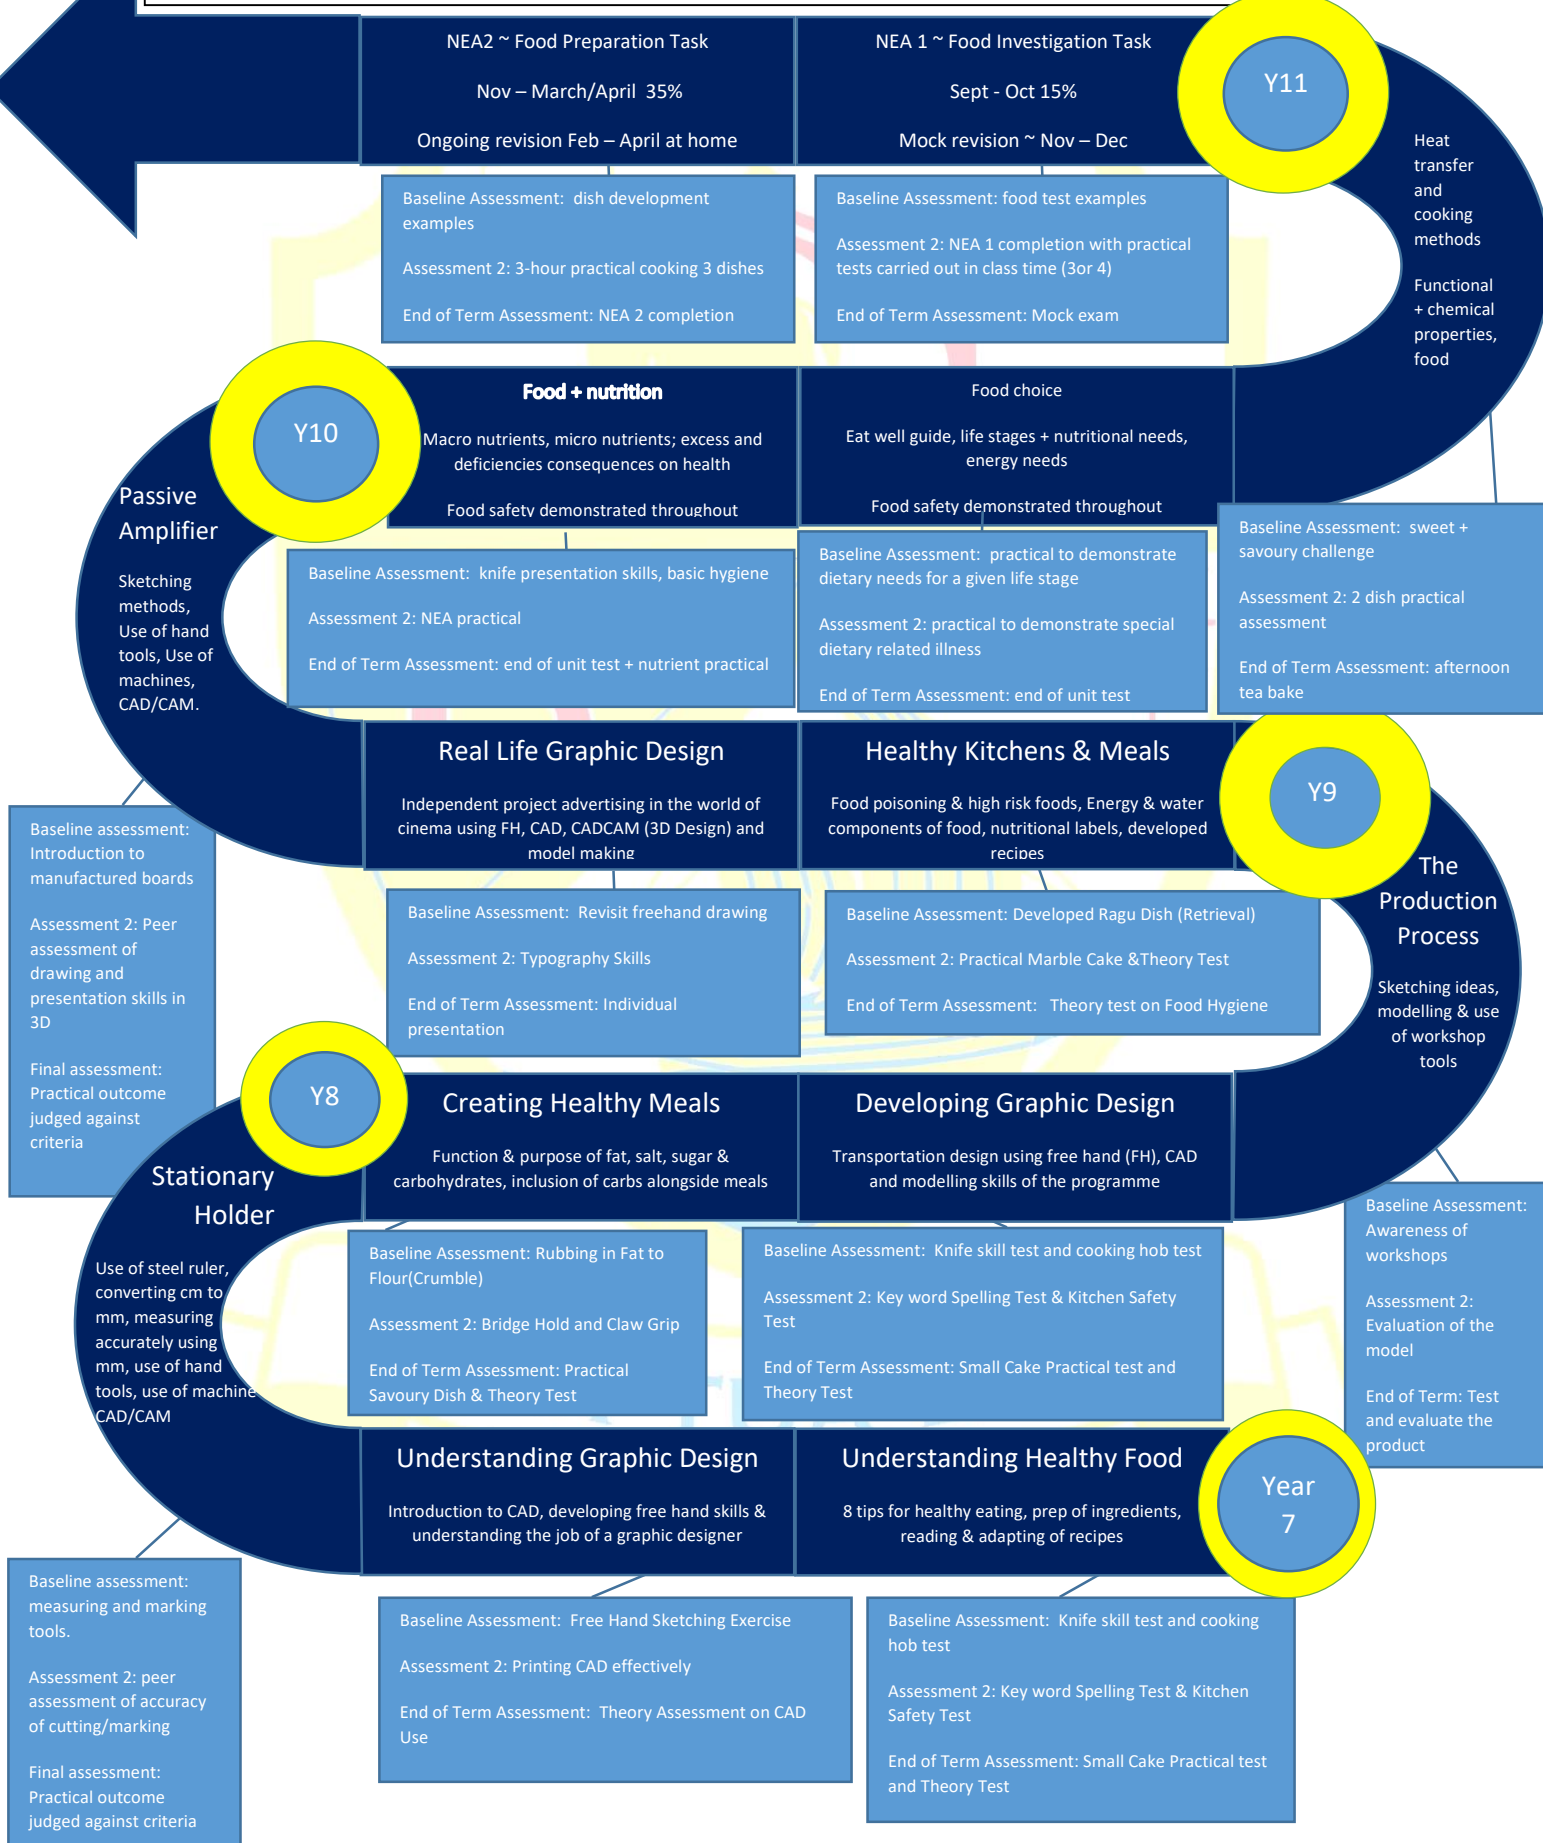 NEA2 ~ Food Preparation Task
Nov – March/April  35%
Ongoing revision Feb – April at home
NEA 1 ~ Food Investigation Task
Sept - Oct 15%
Mock revision ~ Nov – Dec
Y11
Heat
transfer
and
cooking
methods
Functional
+ chemical
properties,
food
Baseline Assessment:  dish development
examples
Assessment 2: 3-hour practical cooking 3 dishes
End of Term Assessment: NEA 2 completion
Baseline Assessment: food test examples
Assessment 2: NEA 1 completion with practical
tests carried out in class time (3or 4)
End of Term Assessment: Mock exam
Y10
Food + nutrition
Macro nutrients, micro nutrients; excess and
deficiencies consequences on health
Food safety demonstrated throughout
Food choice
Eat well guide, life stages + nutritional needs,
energy needs
Food safety demonstrated throughout
Passive
Amplifier
Sketching
methods,
Use of hand
tools, Use of
machines,
CAD/CAM.
Baseline Assessment:  knife presentation skills, basic hygiene
Assessment 2: NEA practical
End of Term Assessment: end of unit test + nutrient practical
Baseline Assessment:  practical to demonstrate
dietary needs for a given life stage
Assessment 2: practical to demonstrate special
dietary related illness
End of Term Assessment: end of unit test
Baseline Assessment:  sweet +
savoury challenge
Assessment 2: 2 dish practical
assessment
End of Term Assessment: afternoon
tea bake
Real Life Graphic Design
Independent project advertising in the world of
cinema using FH, CAD, CADCAM (3D Design) and
model making
Healthy Kitchens & Meals
Food poisoning & high risk foods, Energy & water
components of food, nutritional labels, developed
recipes
Y9
The
Production
Process
Sketching ideas,
modelling & use
of workshop
tools
Baseline assessment:
Introduction to
manufactured boards
Assessment 2: Peer
assessment of
drawing and
presentation skills in
3D
Final assessment:
Practical outcome
judged against
criteria
Baseline Assessment:  Revisit freehand drawing
Assessment 2: Typography Skills
End of Term Assessment: Individual
presentation
Baseline Assessment: Developed Ragu Dish (Retrieval)
Assessment 2: Practical Marble Cake &Theory Test
End of Term Assessment:   Theory test on Food Hygiene
Y8
Creating Healthy Meals
Function & purpose of fat, salt, sugar &
carbohydrates, inclusion of carbs alongside meals
Developing Graphic Design
Transportation design using free hand (FH), CAD
and modelling skills of the programme
Stationary
Holder
Use of steel ruler,
converting cm to
mm, measuring
accurately using
mm, use of hand
tools, use of machine
CAD/CAM
Baseline Assessment: Rubbing in Fat to
Flour(Crumble)
Assessment 2: Bridge Hold and Claw Grip
End of Term Assessment: Practical
Savoury Dish & Theory Test
Baseline Assessment:  Knife skill test and cooking hob test
Assessment 2: Key word Spelling Test & Kitchen Safety
Test
End of Term Assessment: Small Cake Practical test and
Theory Test
Baseline Assessment:
Awareness of
workshops
Assessment 2:
Evaluation of the
model
End of Term: Test
and evaluate the
product
Understanding Graphic Design
Introduction to CAD, developing free hand skills &
understanding the job of a graphic designer
Understanding Healthy Food
8 tips for healthy eating, prep of ingredients,
reading & adapting of recipes
Year
7
Baseline assessment:
measuring and marking
tools.
Assessment 2: peer
assessment of accuracy
of cutting/marking
Final assessment:
Practical outcome
judged against criteria
Baseline Assessment:  Free Hand Sketching Exercise
Assessment 2: Printing CAD effectively
End of Term Assessment:  Theory Assessment on CAD
Use
Baseline Assessment:  Knife skill test and cooking
hob test
Assessment 2: Key word Spelling Test & Kitchen
Safety Test
End of Term Assessment: Small Cake Practical test
and Theory Test